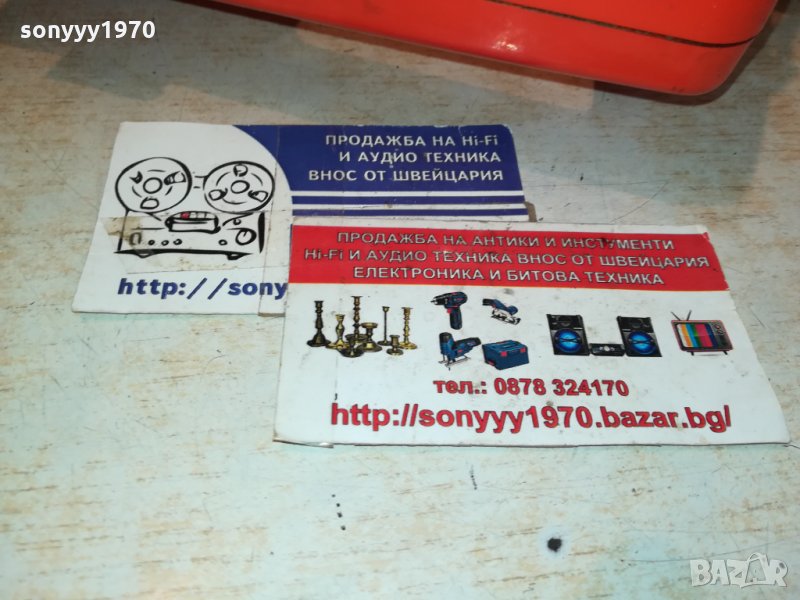 sonyyy1970
ПРОДАЖБА НА Hi-Fi
И АУДИО ТЕХНИКА
ВНОС ОТ ШВЕЙЦАРИЯ
http://sony
ПРОДАЖБА НА АНТИКИ И ИНСТУМЕНТИ
Hi-Fi И АУДИО ТЕХНИКА ВНОС ОТ ШВЕЙЦАРИЯ
ЕЛЕКТРОНИКА И БИТОВА ТЕХНИКА
тел.: 0878 324170
http://sonyyy1970.bazar.bg/
BAZAR